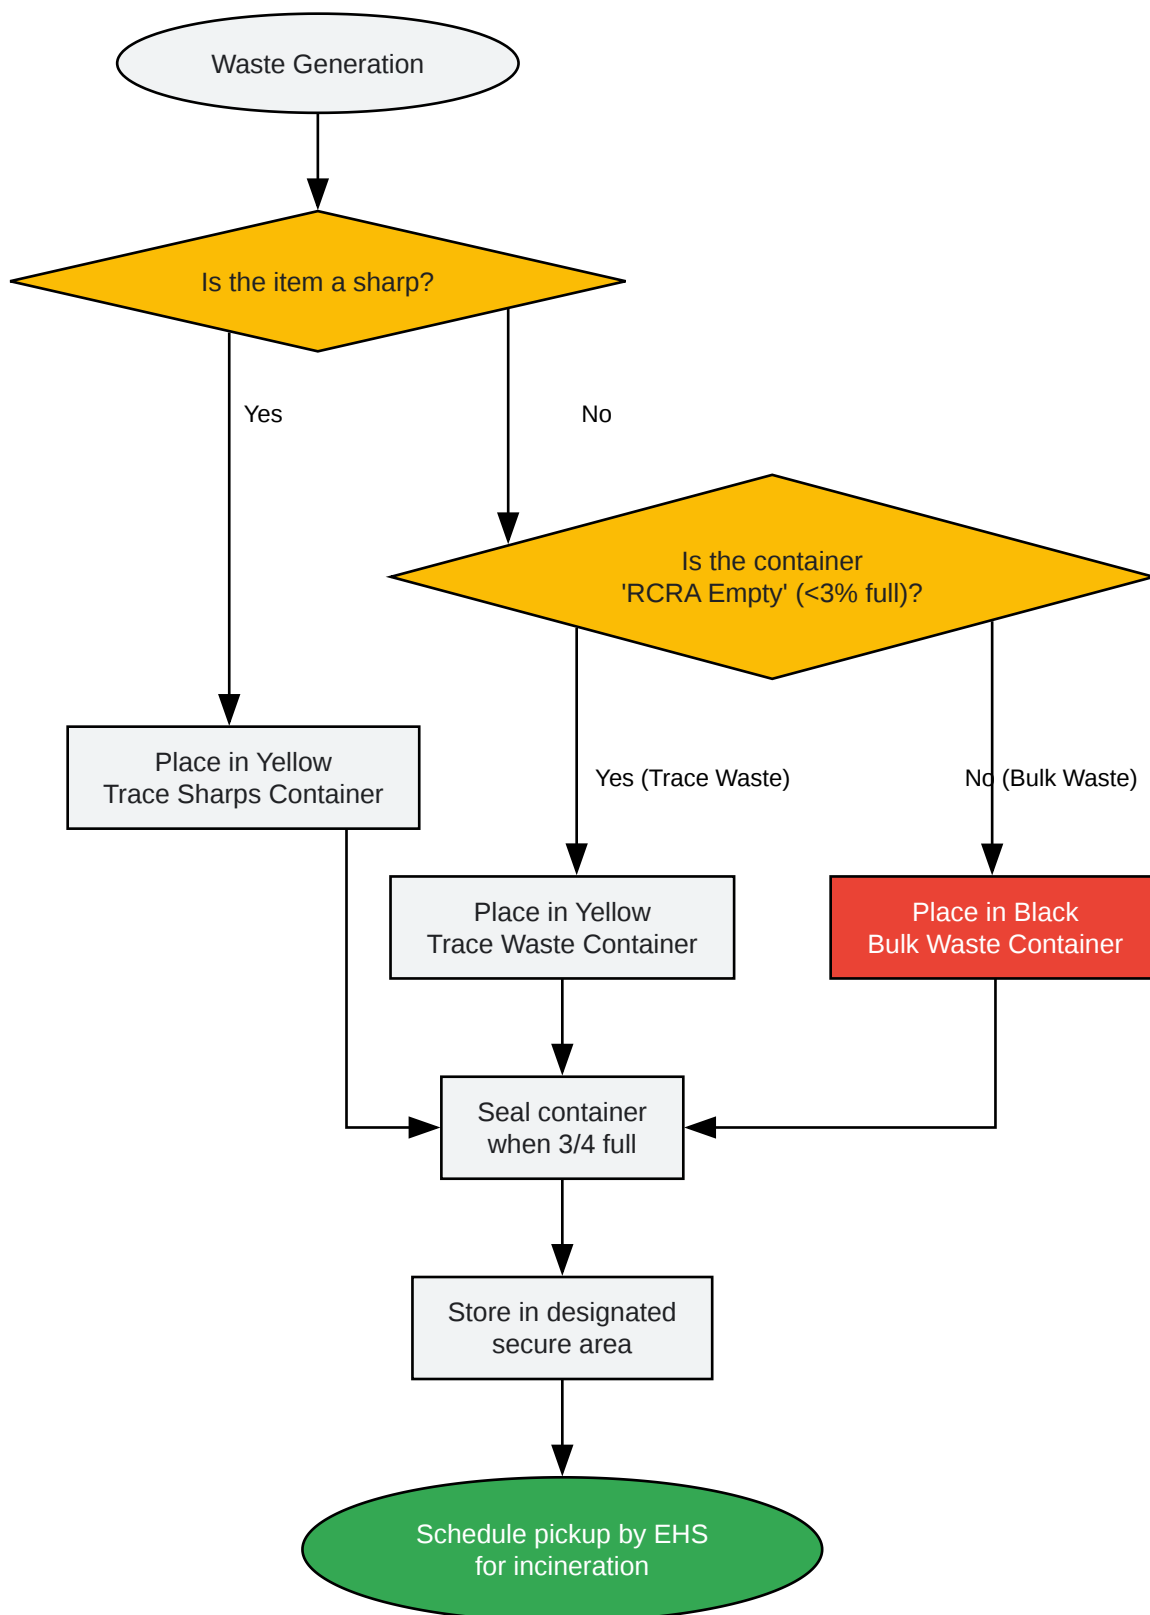 Waste Generation
Is the item a sharp?
Yes
No
Is the container
'RCRA Empty' (<3% full)?
Place in Yellow
Trace Sharps Container
Yes (Trace Waste)
No (Bulk Waste)
Place in Yellow
Trace Waste Container
Place in Black
Bulk Waste Container
Seal container
when 3/4 full
Store in designated
secure area
Schedule pickup by EHS
for incineration